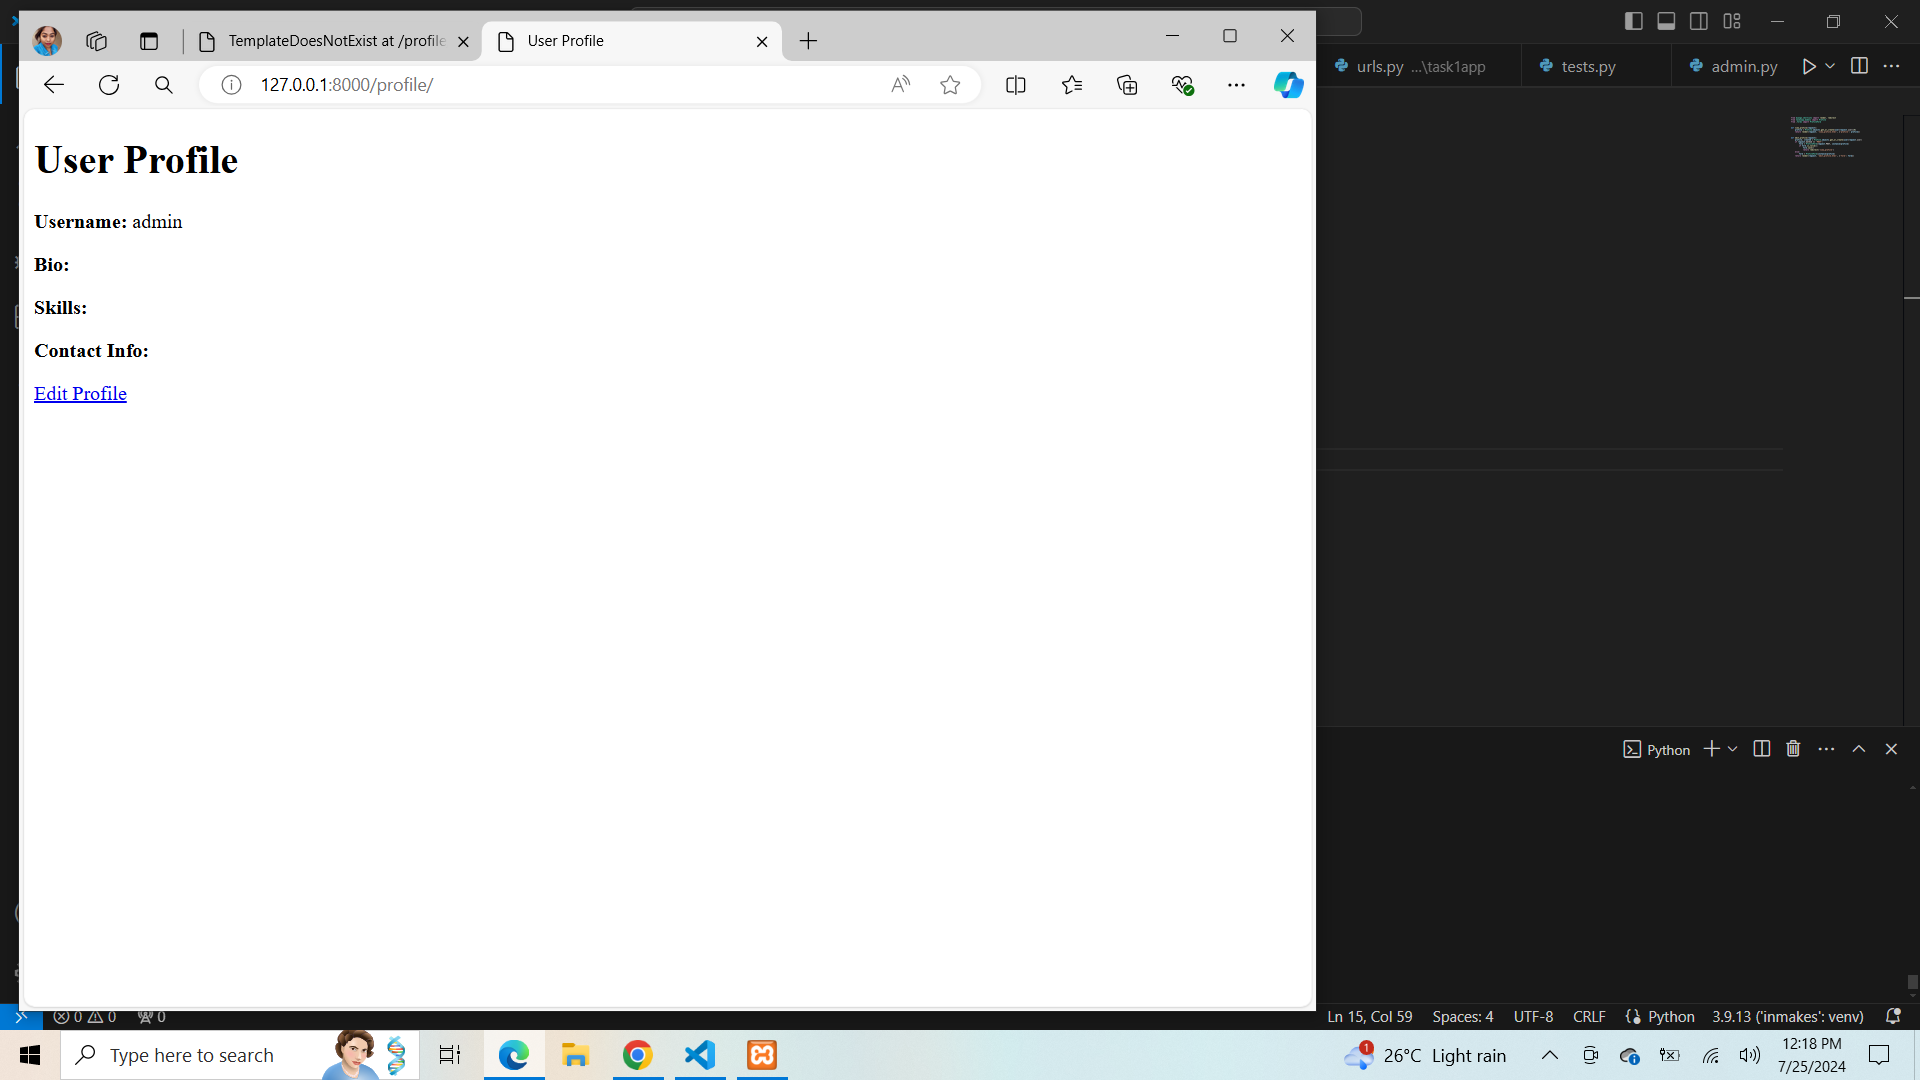 TemplateDoesNotExist at /profile
User Profile
urls.py ...\task1app
tests.py
admin.py
127.0.0.1:8000/profile/
User Profile
Username: admin
Bio:
Skills:
Contact Info:
Edit Profile
Python
0 0 0
Ln 15, Col 59 Spaces: 4 UTF-8 CRLF Python 3.9.13 ('inmakes': venv)
Type here to search
1
26°C Light rain
12:18 PM
7/25/2024